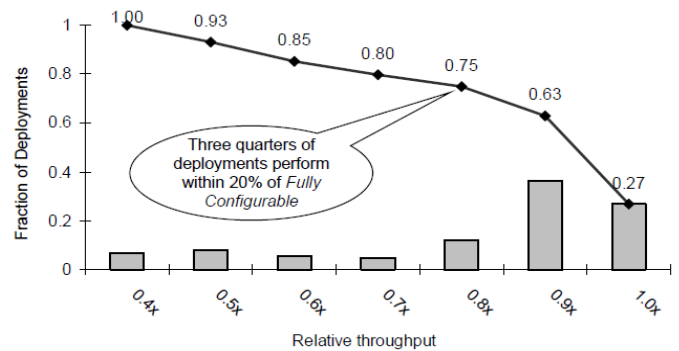 1.00
0.93
0.85
0.80
0.75
0.63
0.27
1
0.8
0.6
0.4
0.2
0
Fraction of Deployments
Three quarters of
deployments perform
within 20% of Fully
Configurable
0.4x
0.5x
0.6x
0.7x
0.8x
0.9x
1.0x
Relative throughput